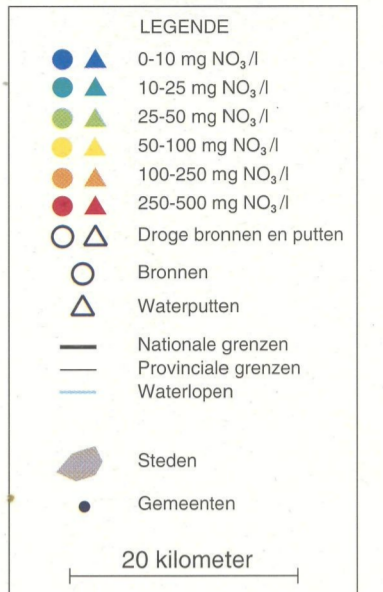 LEGENDE
0-10 mg NO₃/l
10-25 mg NO₃/l
25-50 mg NO₃/l
50-100 mg NO₃/l
100-250 mg NO₃/l
250-500 mg NO₃/l
Droge bronnen en putten
Bronnen
Waterputten
Nationale grenzen
Provinciale grenzen
Waterlopen
Steden
Gemeenten
20 kilometer